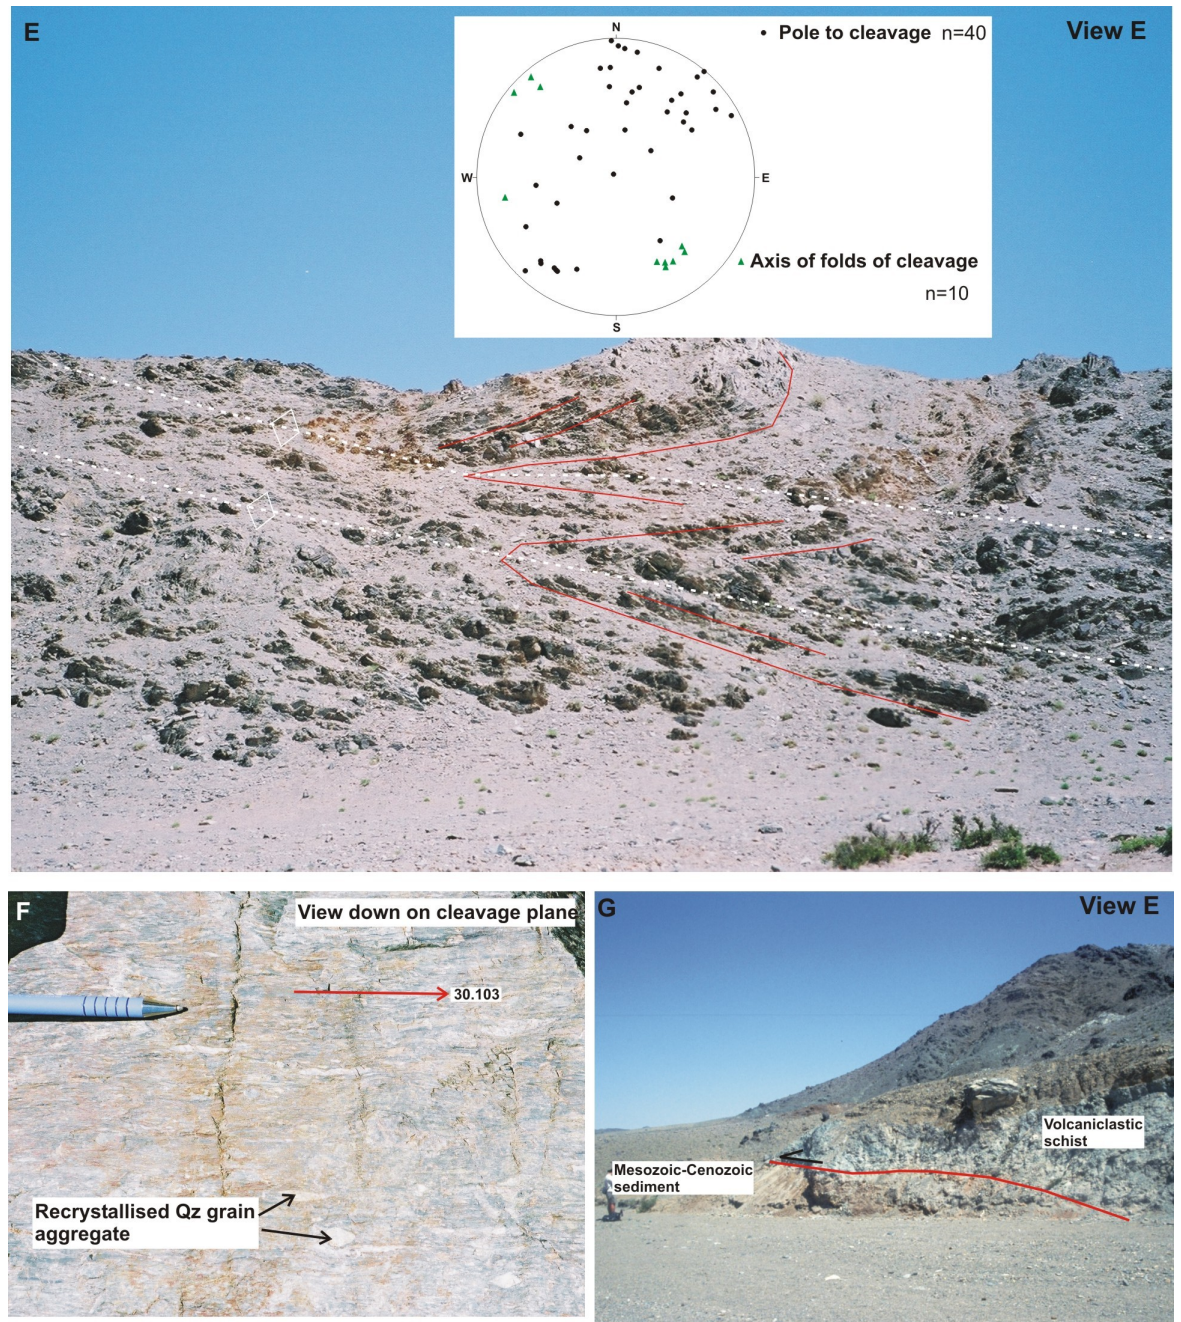 E
N
• Pole to cleavage n=40
View E
W
E
▲ Axis of folds of cleavage
n=10
S
F
View down on cleavage plane
30.103
Recrystallised Qz grain
aggregate
G
View E
Volcaniclastic
schist
Mesozoic-Cenozoic
sediment